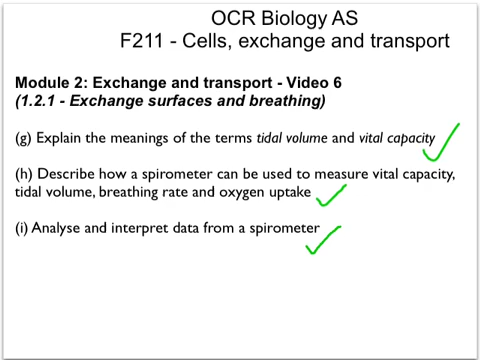 OCR Biology AS
F211 - Cells, exchange and transport
Module 2: Exchange and transport - Video 6
(1.2.1 - Exchange surfaces and breathing)
(g) Explain the meanings of the terms tidal volume and vital capacity
(h) Describe how a spirometer can be used to measure vital capacity,
tidal volume, breathing rate and oxygen uptake
(i) Analyse and interpret data from a spirometer